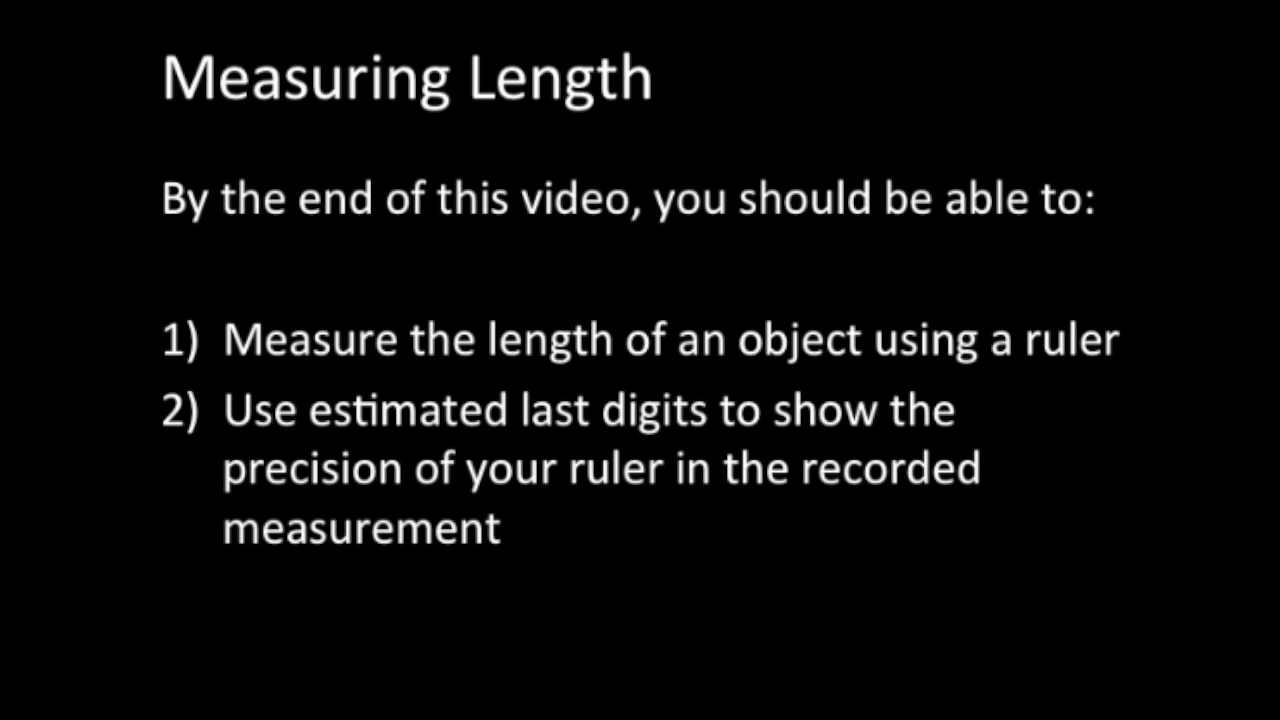 Measuring Length
By the end of this video, you should be able to:
1) Measure the length of an object using a ruler
2) Use estimated last digits to show the
precision of your ruler in the recorded
measurement